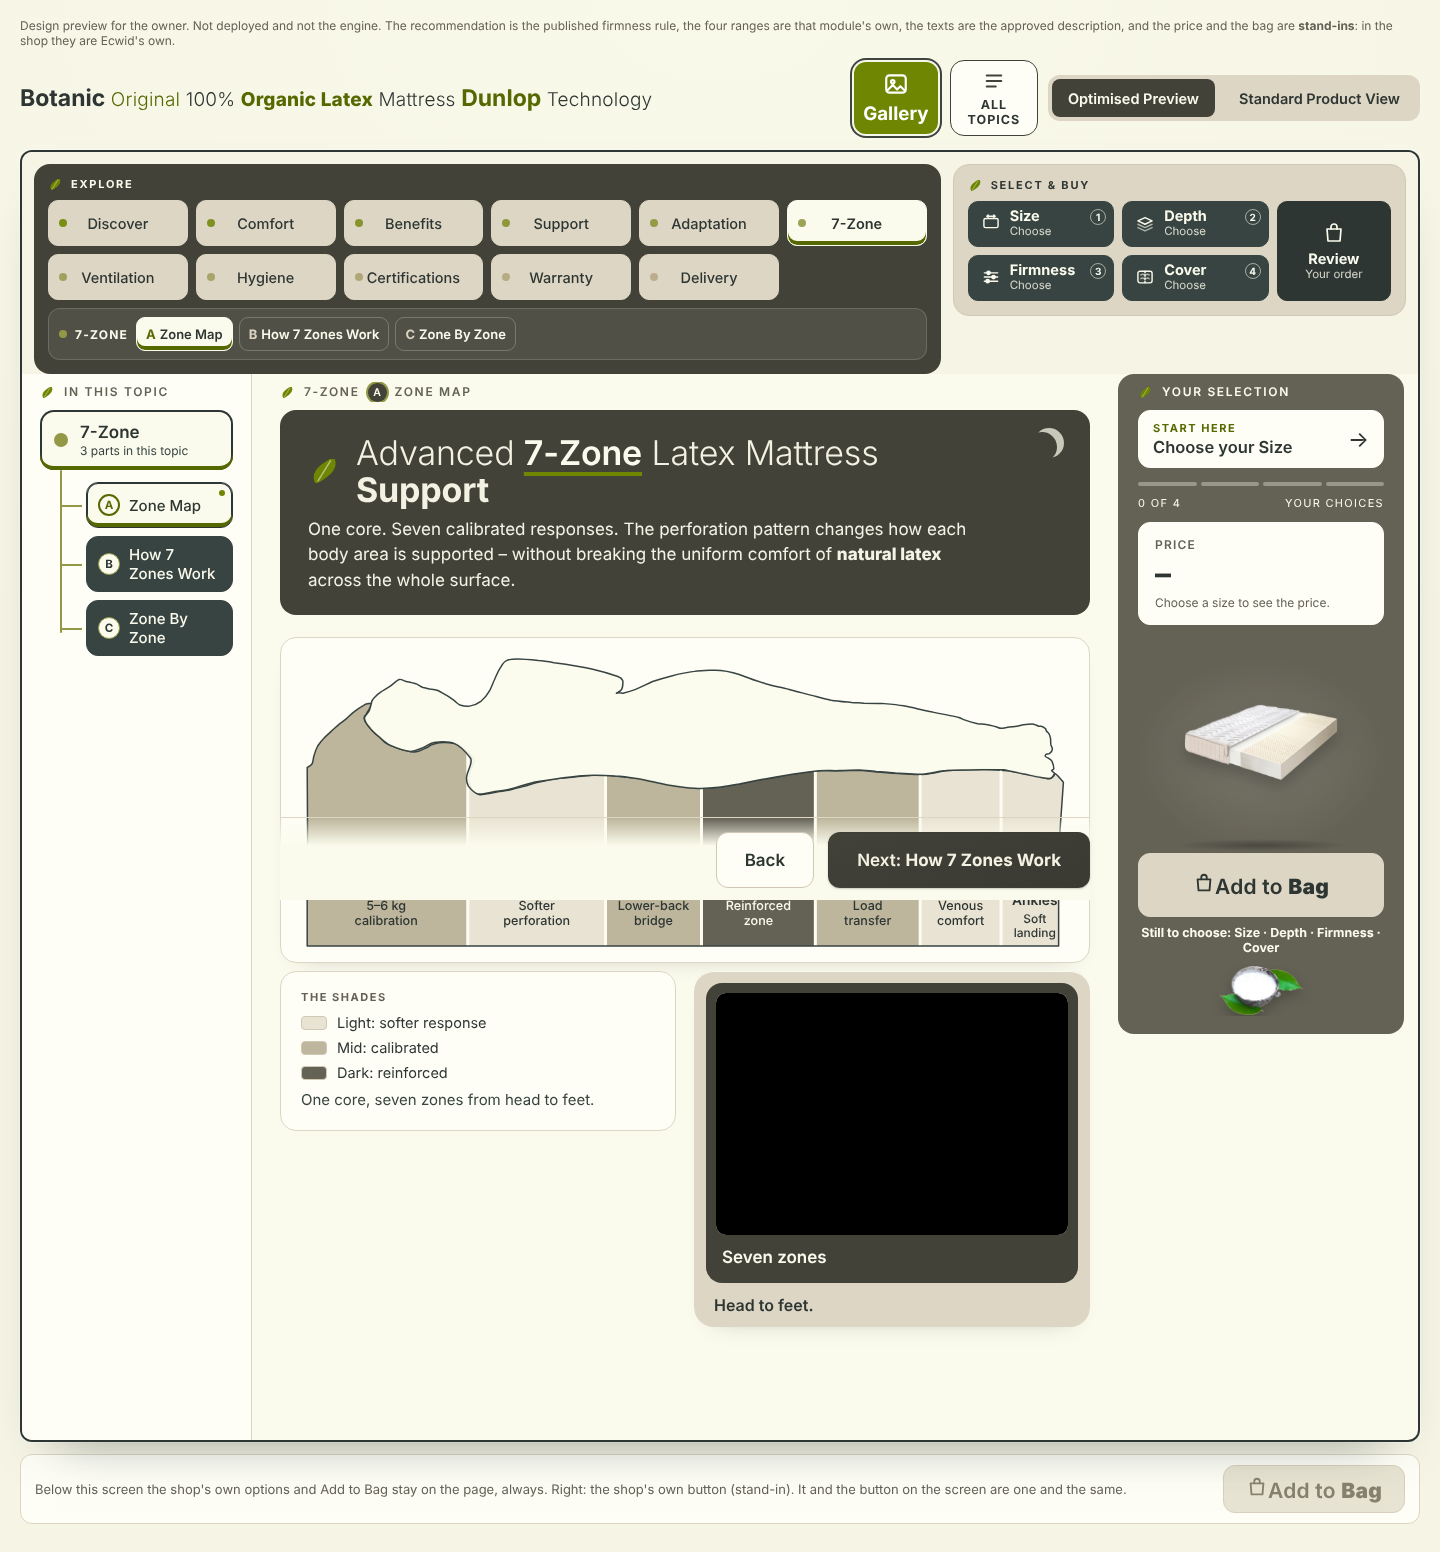 Design preview for the owner. Not deployed and not the engine. The recommendation is the published firmness rule, the four ranges are that module's own, the texts are the approved description, and the price and the bag are stand-ins: in the
shop they are Ecwid's own.
Botanic Original 100% Organic Latex Mattress Dunlop Technology
Gallery
ALL
TOPICS
Optimised Preview
Standard Product View
EXPLORE
Discover
Comfort
Benefits
Support
Adaptation
7-Zone
Ventilation
Hygiene
Certifications
Warranty
Delivery
7-ZONE
A Zone Map
B How 7 Zones Work
C Zone By Zone
SELECT & BUY
Size
Choose
1
Depth
Choose
2
Firmness
Choose
3
Cover
Choose
4
Review
Your order
IN THIS TOPIC
7-Zone
3 parts in this topic
A Zone Map
B How 7
Zones Work
C Zone By
Zone
7-ZONE A ZONE MAP
Advanced 7-Zone Latex Mattress
Support
One core. Seven calibrated responses. The perforation pattern changes how each
body area is supported – without breaking the uniform comfort of natural latex
across the whole surface.
Back
Next: How 7 Zones Work
5–6 kg
calibration
Softer
perforation
Lower-back
bridge
Reinforced
zone
Load
transfer
Venous
comfort
Ankles
Soft
landing
THE SHADES
Light: softer response
Mid: calibrated
Dark: reinforced
One core, seven zones from head to feet.
Seven zones
Head to feet.
YOUR SELECTION
START HERE
Choose your Size
0 OF 4
YOUR CHOICES
PRICE
–
Choose a size to see the price.
Add to Bag
Still to choose: Size · Depth · Firmness ·
Cover
Below this screen the shop's own options and Add to Bag stay on the page, always. Right: the shop's own button (stand-in). It and the button on the screen are one and the same.
Add to Bag